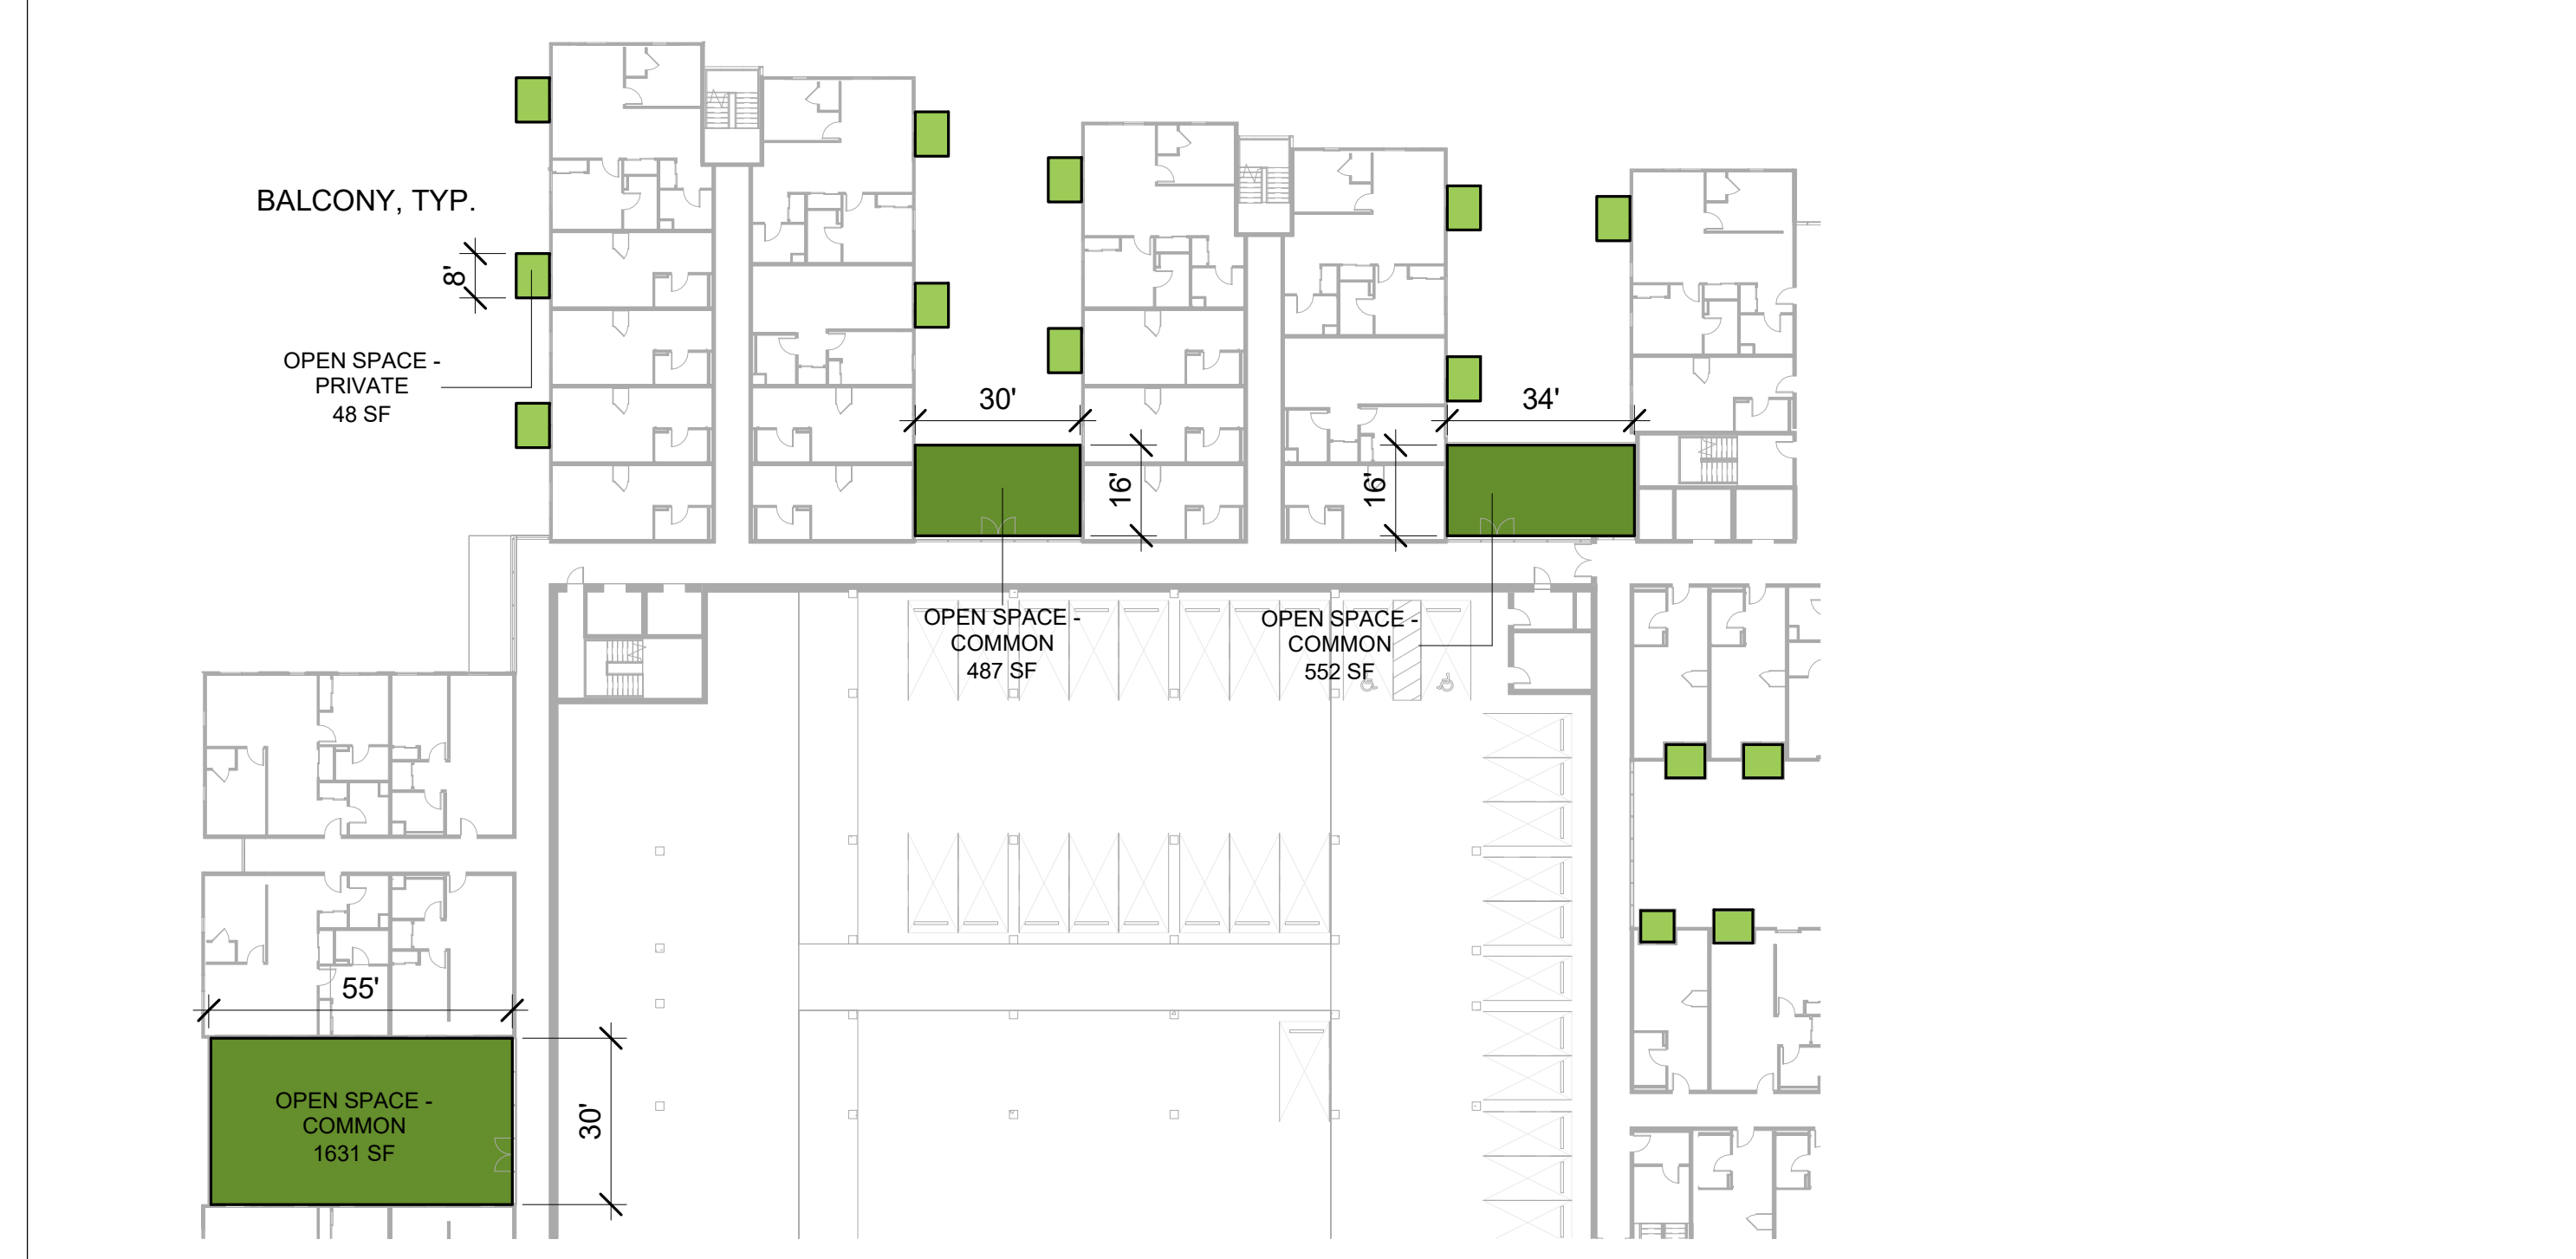 BALCONY, TYP.
8'
OPEN SPACE -
PRIVATE
48 SF
30'
16'
34'
16'
OPEN SPACE -
COMMON
487 SF
OPEN SPACE -
COMMON
552 SF
55'
30'
OPEN SPACE -
COMMON
1631 SF